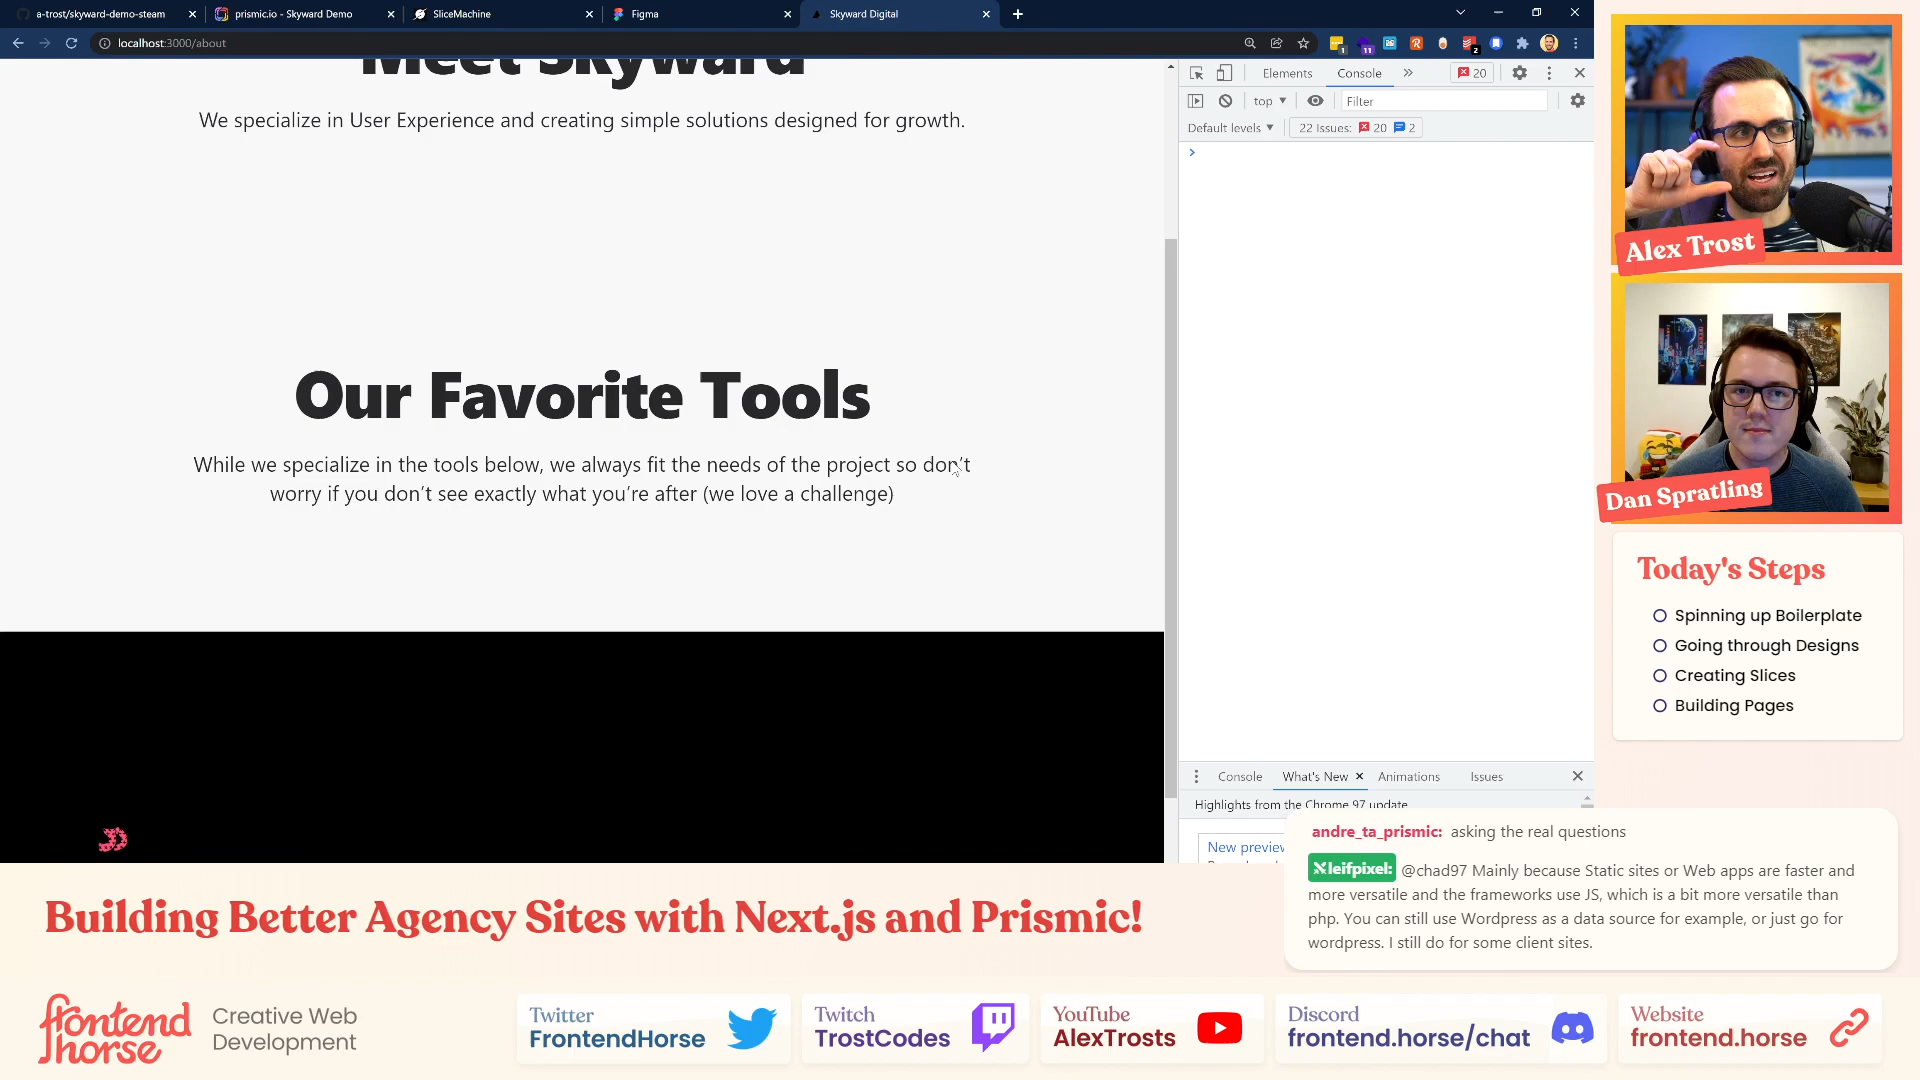 a-trost/skyward-demo-steam
prismic.io - Skyward Demo
SliceMachine
Figma
Skyward Digital
localhost:3000/about
1
11
2
Meet Skyward
We specialize in User Experience and creating simple solutions designed for growth.
Our Favorite Tools
While we specialize in the tools below, we always fit the needs of the project so don't
worry if you don't see exactly what you're after (we love a challenge)
Elements
Console
20
top
Filter
Default levels
22 Issues:
20
2
Console
What's New
Animations
Issues
Highlights from the Chrome 97 update
New preview
Alex Trost
Dan Spratling
Today's Steps
Spinning up Boilerplate
Going through Designs
Creating Slices
Building Pages
andre_ta_prismic: asking the real questions
leifpixel: @chad97 Mainly because Static sites or Web apps are faster and
more versatile and the frameworks use JS, which is a bit more versatile than
php. You can still use Wordpress as a data source for example, or just go for
wordpress. I still do for some client sites.
Building Better Agency Sites with Next.js and Prismic!
frontend
horse
Creative Web
Development
Twitter
FrontendHorse
Twitch
TrostCodes
YouTube
AlexTrosts
Discord
frontend.horse/chat
Website
frontend.horse